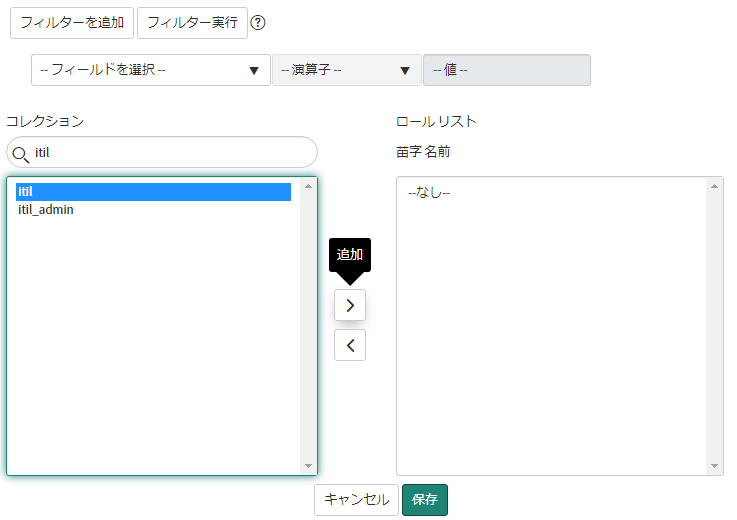 フィルターを追加 フィルター実行 ?
-- フィールドを選択 -- -- 演算子 -- -- 値 --
コレクション
itil
itil
itil_admin
追加
ロール リスト
苗字 名前
--なし--
キャンセル 保存